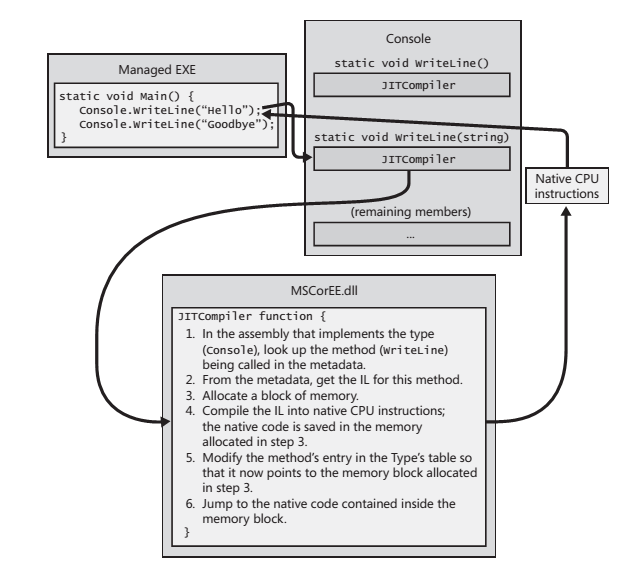 Managed EXE
static void Main() {
Console.WriteLine(“Hello”);
Console.WriteLine(“Goodbye”);
}
Console
static void WriteLine()
JITCompiler
static void WriteLine(string)
JITCompiler
(remaining members)
...
Native CPU
instructions
MSCorEE.dll
JITCompiler function {
1. In the assembly that implements the type
(Console), look up the method (WriteLine)
being called in the metadata.
2. From the metadata, get the IL for this method.
3. Allocate a block of memory.
4. Compile the IL into native CPU instructions;
the native code is saved in the memory
allocated in step 3.
5. Modify the method’s entry in the Type’s table so
that it now points to the memory block allocated
in step 3.
6. Jump to the native code contained inside the
memory block.
}